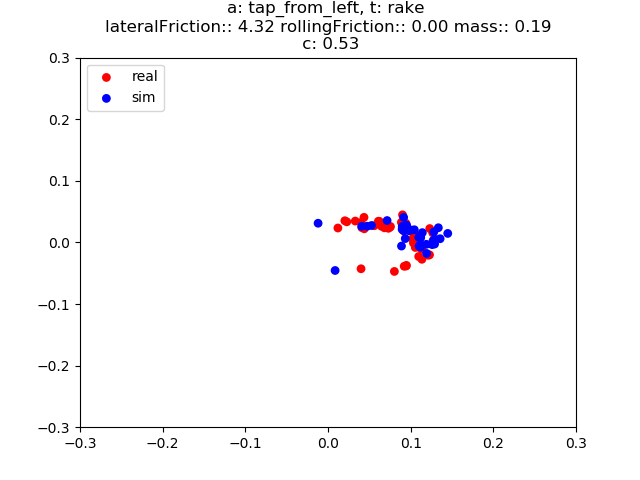 a: tap_from_left, t: rake
lateralFriction:: 4.32 rollingFriction:: 0.00 mass:: 0.19
c: 0.53
real
sim
0.3
0.2
0.1
0.0
−0.1
−0.2
−0.3
−0.3
−0.2
−0.1
0.0
0.1
0.2
0.3